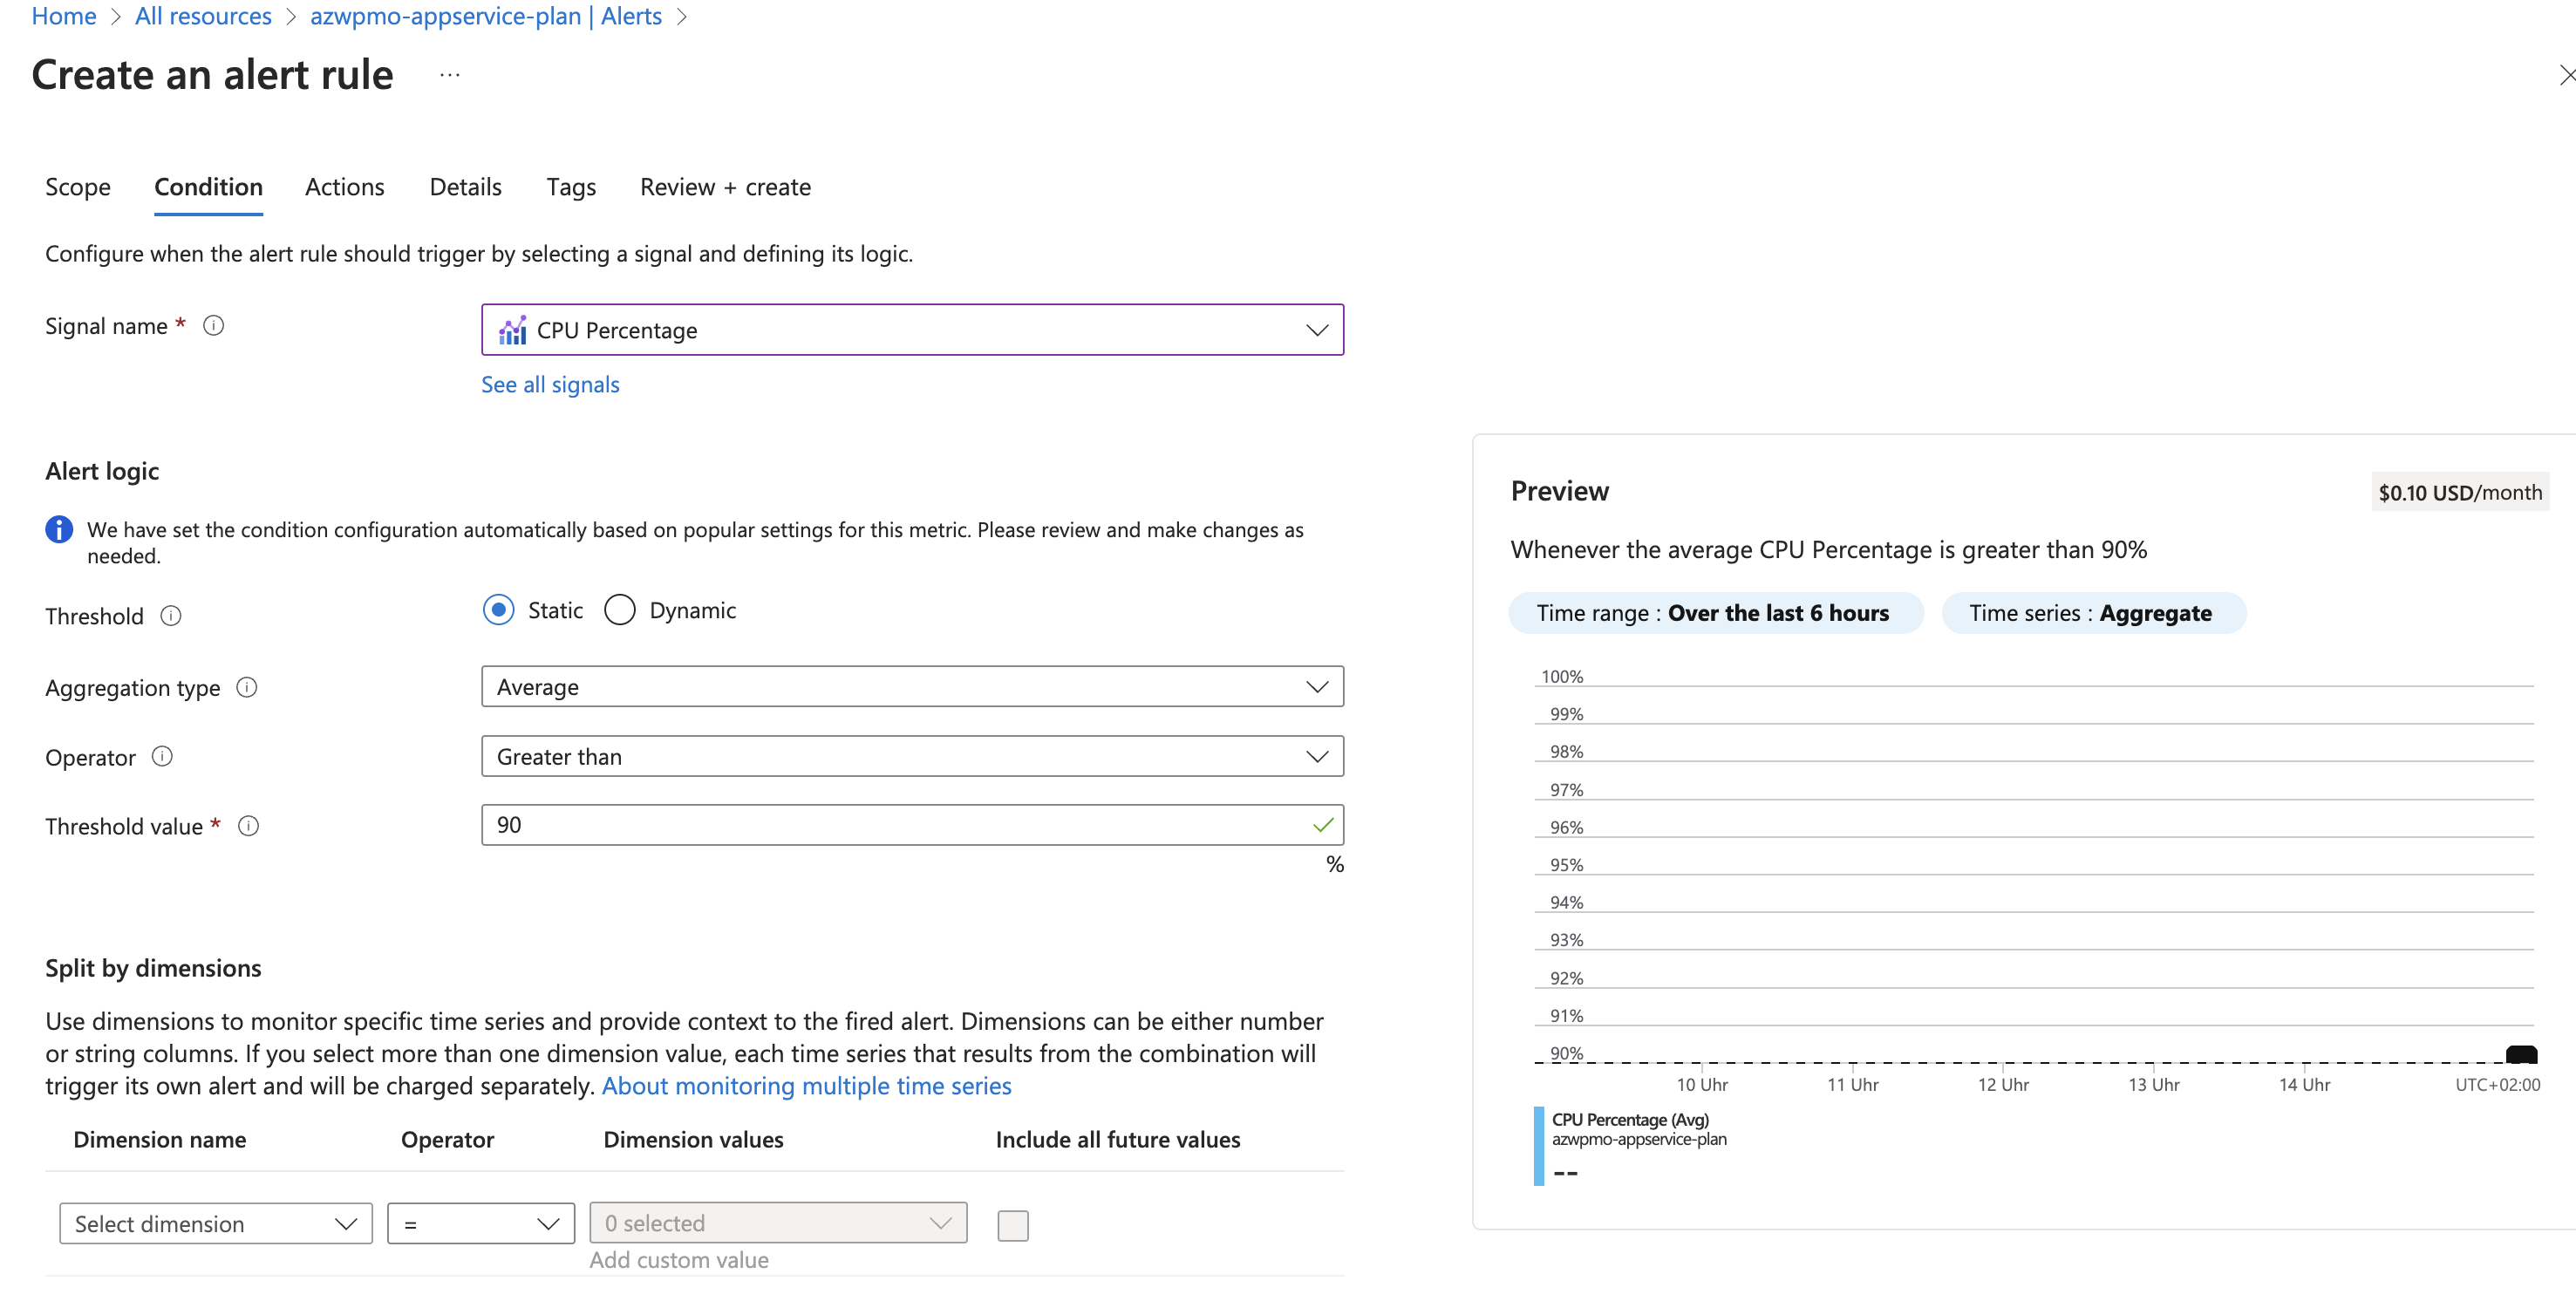 Home > All resources > azwpmo-appservice-plan | Alerts >
Create an alert rule ...
Scope Condition Actions Details Tags Review + create
Configure when the alert rule should trigger by selecting a signal and defining its logic.
Signal name *
CPU Percentage
See all signals
Alert logic
We have set the condition configuration automatically based on popular settings for this metric. Please review and make changes as
needed.
Threshold
Static Dynamic
Aggregation type
Average
Operator
Greater than
Threshold value *
90
%
Split by dimensions
Use dimensions to monitor specific time series and provide context to the fired alert. Dimensions can be either number
or string columns. If you select more than one dimension value, each time series that results from the combination will
trigger its own alert and will be charged separately. About monitoring multiple time series
Dimension name Operator Dimension values Include all future values
Select dimension = 0 selected
Add custom value
Preview
$0.10 USD/month
Whenever the average CPU Percentage is greater than 90%
Time range : Over the last 6 hours Time series : Aggregate
100%
99%
98%
97%
96%
95%
94%
93%
92%
91%
90%
10 Uhr 11 Uhr 12 Uhr 13 Uhr 14 Uhr UTC+02:00
CPU Percentage (Avg)
azwpmo-appservice-plan
--